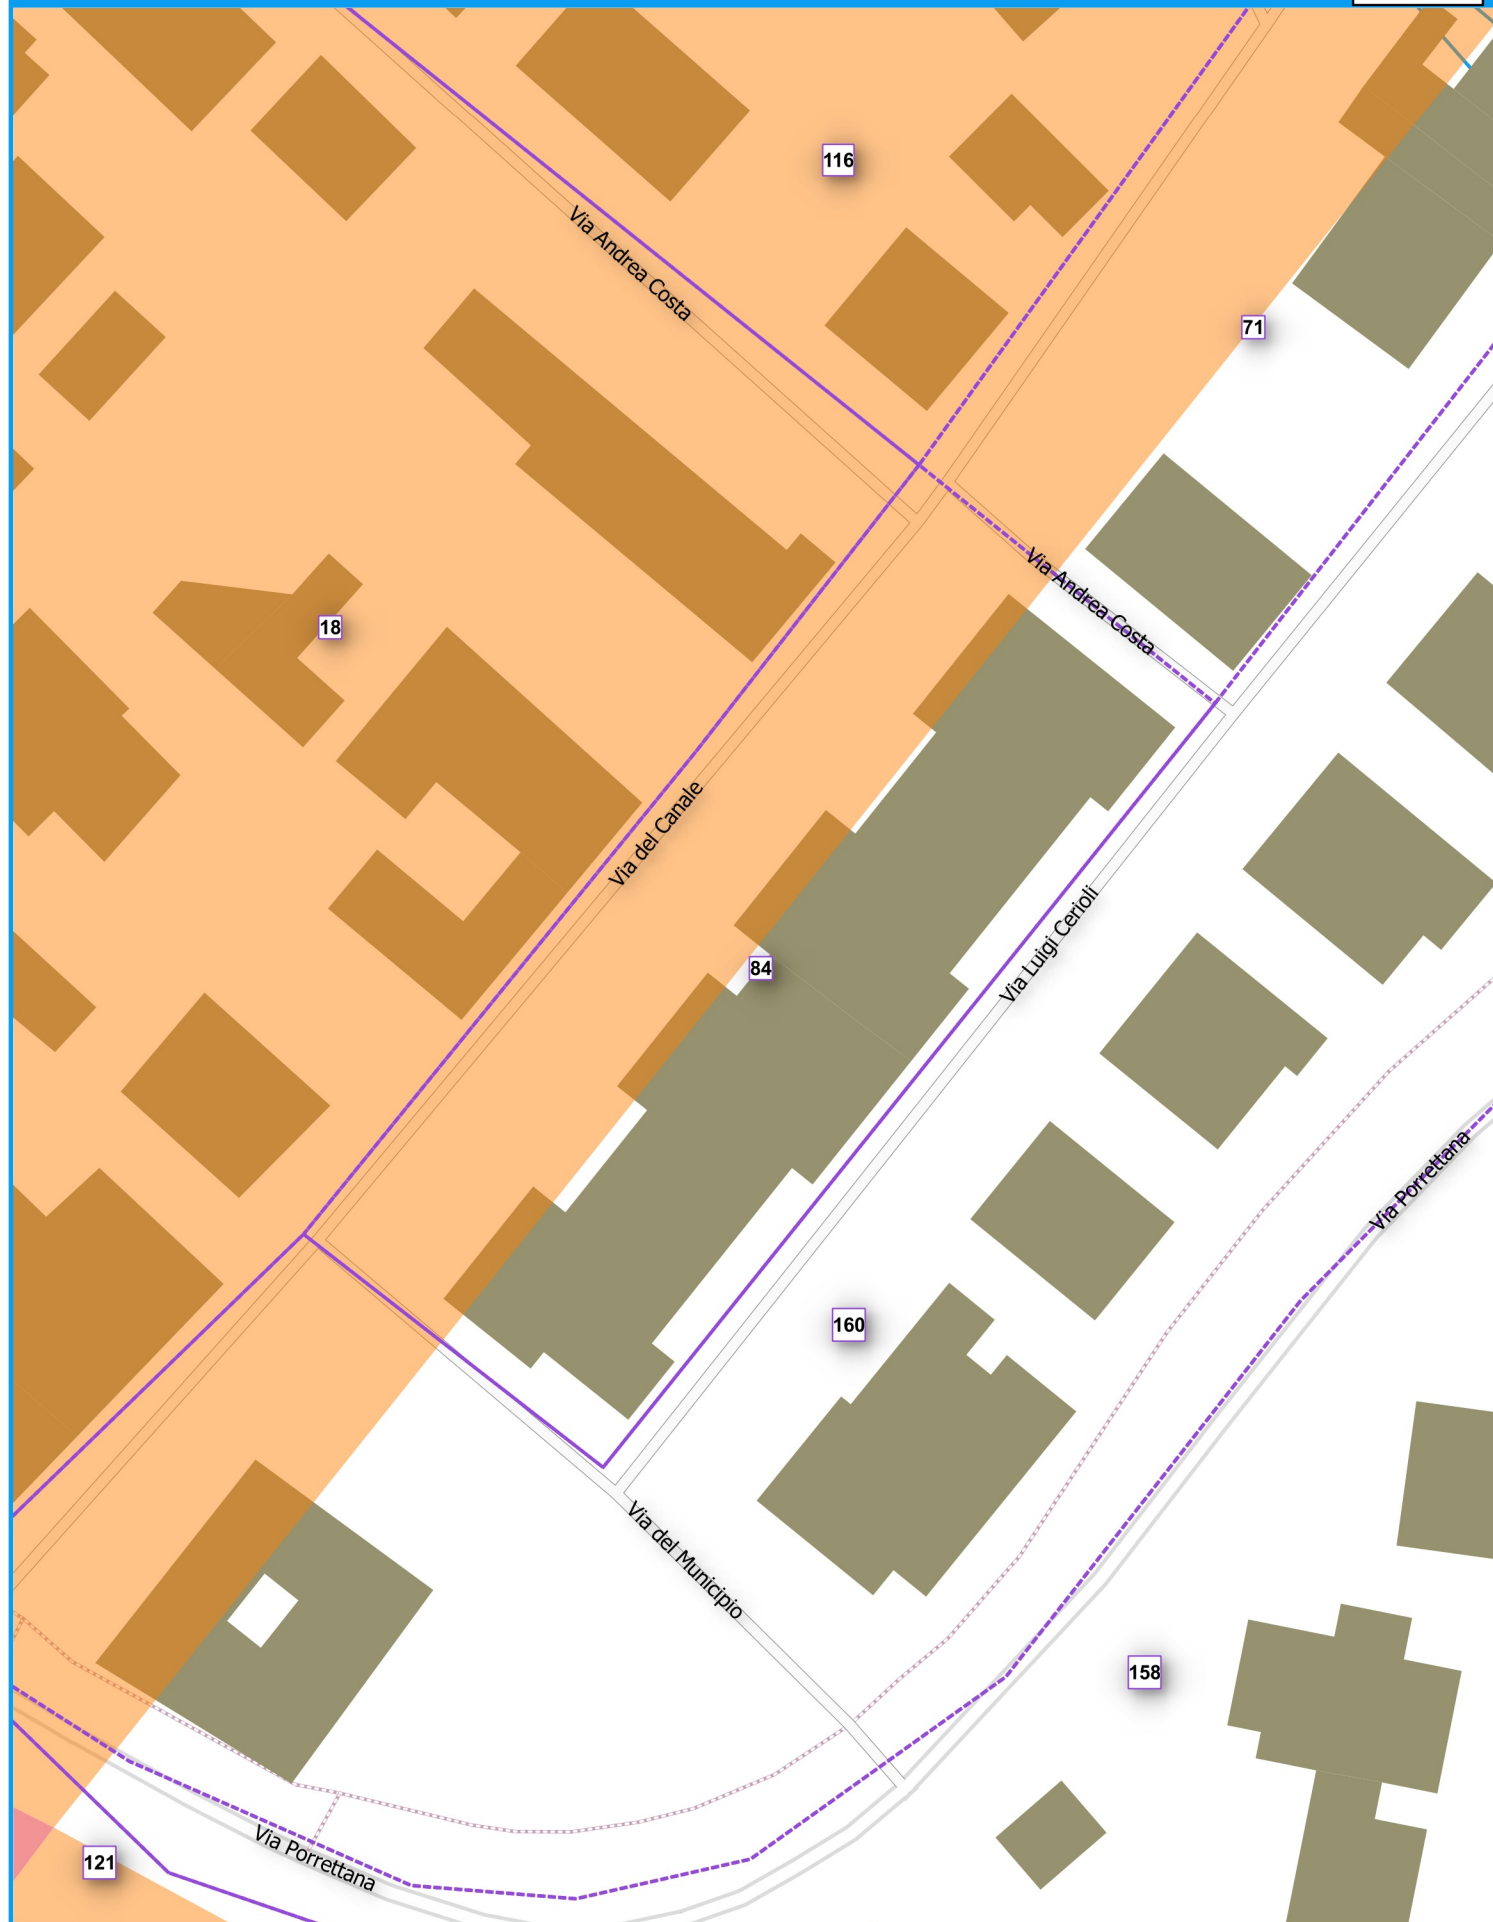 116
Via Andrea Costa
71
Via Andrea Costa
18
Via del Canale
84
Via Luigi Cerioli
Via Porrettana
160
Via del Municipio
158
Via Porrettana
121